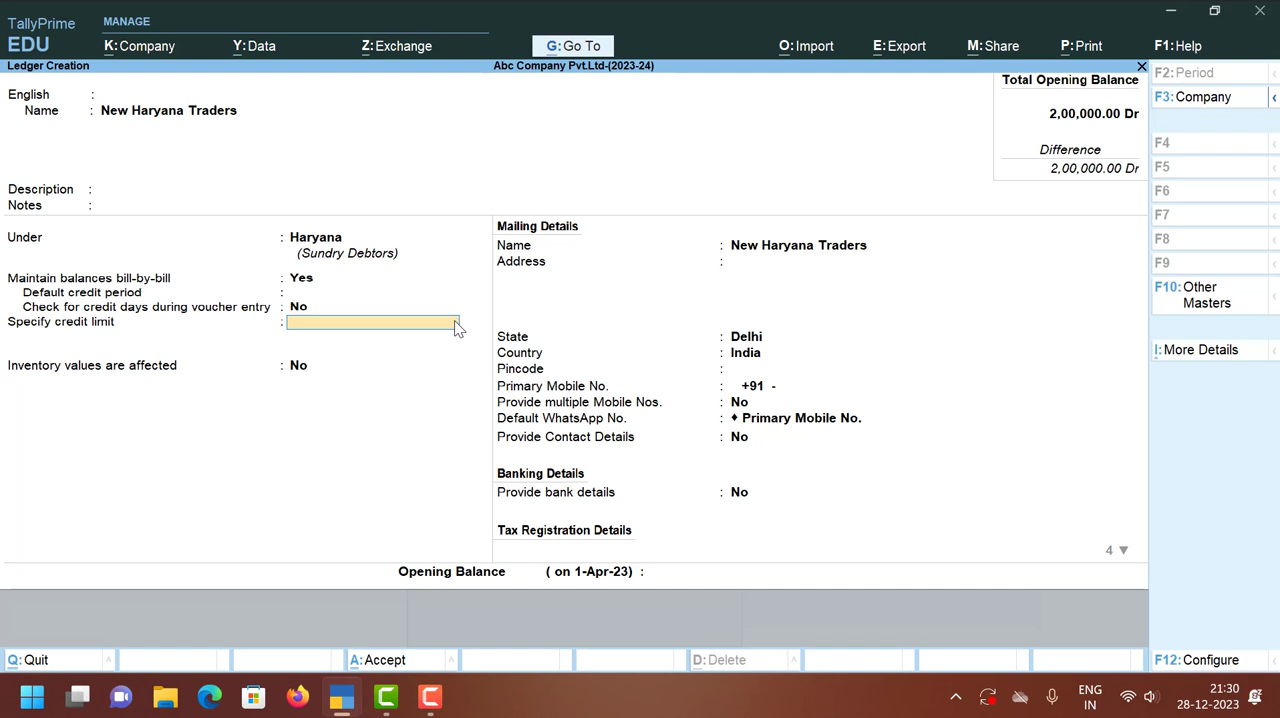 TallyPrime
EDU
MANAGE
K:Company
Y:Data
Z:Exchange
G:Go To
O:Import
E:Export
M:Share
P:Print
F1:Help
Ledger Creation
Abc Company Pvt.Ltd-(2023-24)
F2:Period
F3:Company
F4
F5
F6
F7
F8
F9
F10:Other
Masters
I:More Details
F12:Configure
Total Opening Balance
2,00,000.00 Dr
Difference
2,00,000.00 Dr
English :
Name : New Haryana Traders
Description :
Notes :
Under : Haryana
(Sundry Debtors)
Maintain balances bill-by-bill : Yes
Default credit period :
Check for credit days during voucher entry : No
Specify credit limit :
Inventory values are affected : No
Mailing Details
Name : New Haryana Traders
Address :
State : Delhi
Country : India
Pincode :
Primary Mobile No. : +91 -
Provide multiple Mobile Nos. : No
Default WhatsApp No. : ♦ Primary Mobile No.
Provide Contact Details : No
Banking Details
Provide bank details : No
Tax Registration Details
4 ▼
Opening Balance ( on 1-Apr-23) :
Q:Quit
A:Accept
D:Delete
ENG
IN
21:30
28-12-2023